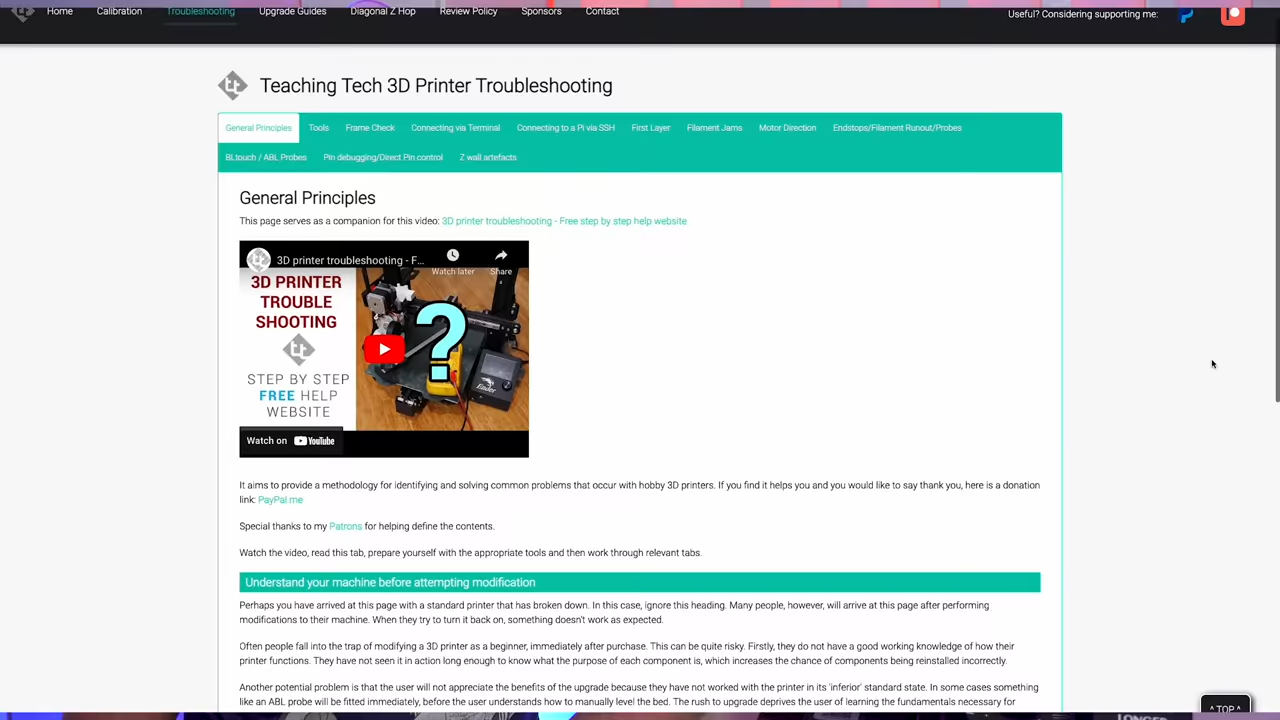 Home Calibration Troubleshooting Upgrade Guides Diagonal Z Hop Review Policy Sponsors Contact Useful? Considering supporting me:
Teaching Tech 3D Printer Troubleshooting
General Principles Tools Frame Check Connecting via Terminal Connecting to a Pi via SSH First Layer Filament Jams Motor Direction Endstops/Filament Runout/Probes
BLtouch / ABL Probes Pin debugging/Direct Pin control Z wall artefacts
General Principles
This page serves as a companion for this video: 3D printer troubleshooting - Free step by step help website
3D printer troubleshooting - F...
Watch later Share
3D PRINTER
TROUBLE
SHOOTING
tt
STEP BY STEP
FREE HELP
WEBSITE
?
Ender
Watch on YouTube
It aims to provide a methodology for identifying and solving common problems that occur with hobby 3D printers. If you find it helps you and you would like to say thank you, here is a donation
link: PayPal.me
Special thanks to my Patrons for helping define the contents.
Watch the video, read this tab, prepare yourself with the appropriate tools and then work through relevant tabs.
Understand your machine before attempting modification
Perhaps you have arrived at this page with a standard printer that has broken down. In this case, ignore this heading. Many people, however, will arrive at this page after performing
modifications to their machine. When they try to turn it back on, something doesn't work as expected.
Often people fall into the trap of modifying a 3D printer as a beginner, immediately after purchase. This can be quite risky. Firstly, they do not have a good working knowledge of how their
printer functions. They have not seen it in action long enough to know what the purpose of each component is, which increases the chance of components being reinstalled incorrectly.
Another potential problem is that the user will not appreciate the benefits of the upgrade because they have not worked with the printer in its 'inferior' standard state. In some cases something
like an ABL probe will be fitted immediately, before the user understands how to manually level the bed. The rush to upgrade deprives the user of learning the fundamentals necessary for
^ TOP ^